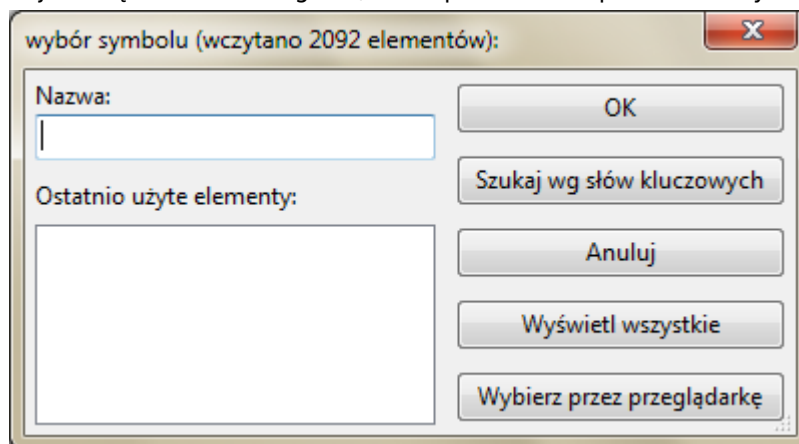 wybór symbolu (wczytano 2092 elementów):
Nazwa:
OK
Szukaj wg słów kluczowych
Ostatnio użyte elementy:
Anuluj
Wyświetl wszystkie
Wybierz przez przeglądarkę